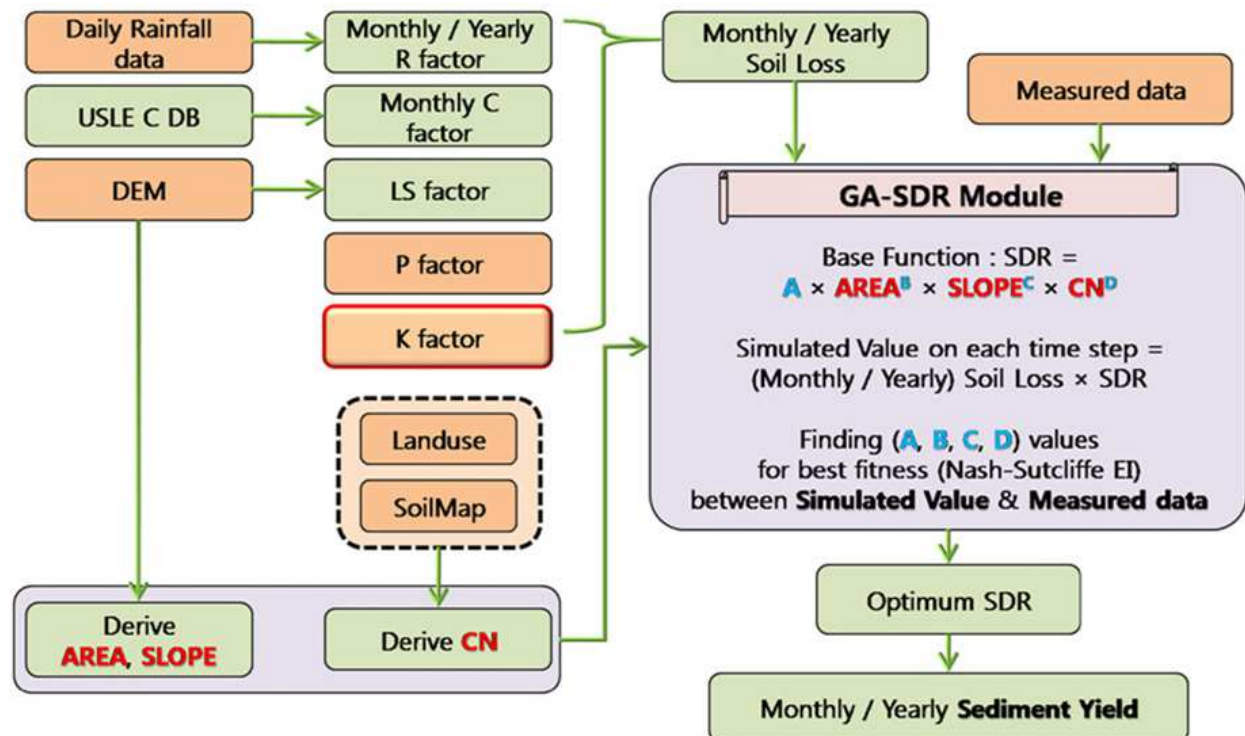 Daily Rainfall
data
Monthly / Yearly
R factor
Monthly / Yearly
Soil Loss
Measured data
USLE C DB
Monthly C
factor
DEM
LS factor
P factor
K factor
Landuse
SoilMap
Derive
AREA, SLOPE
Derive CN
GA-SDR Module
Base Function : SDR =
A × AREA^B × SLOPE^C × CN^D
Simulated Value on each time step =
(Monthly / Yearly) Soil Loss × SDR
Finding (A, B, C, D) values
for best fitness (Nash-Sutcliffe EI)
between Simulated Value & Measured data
Optimum SDR
Monthly / Yearly Sediment Yield